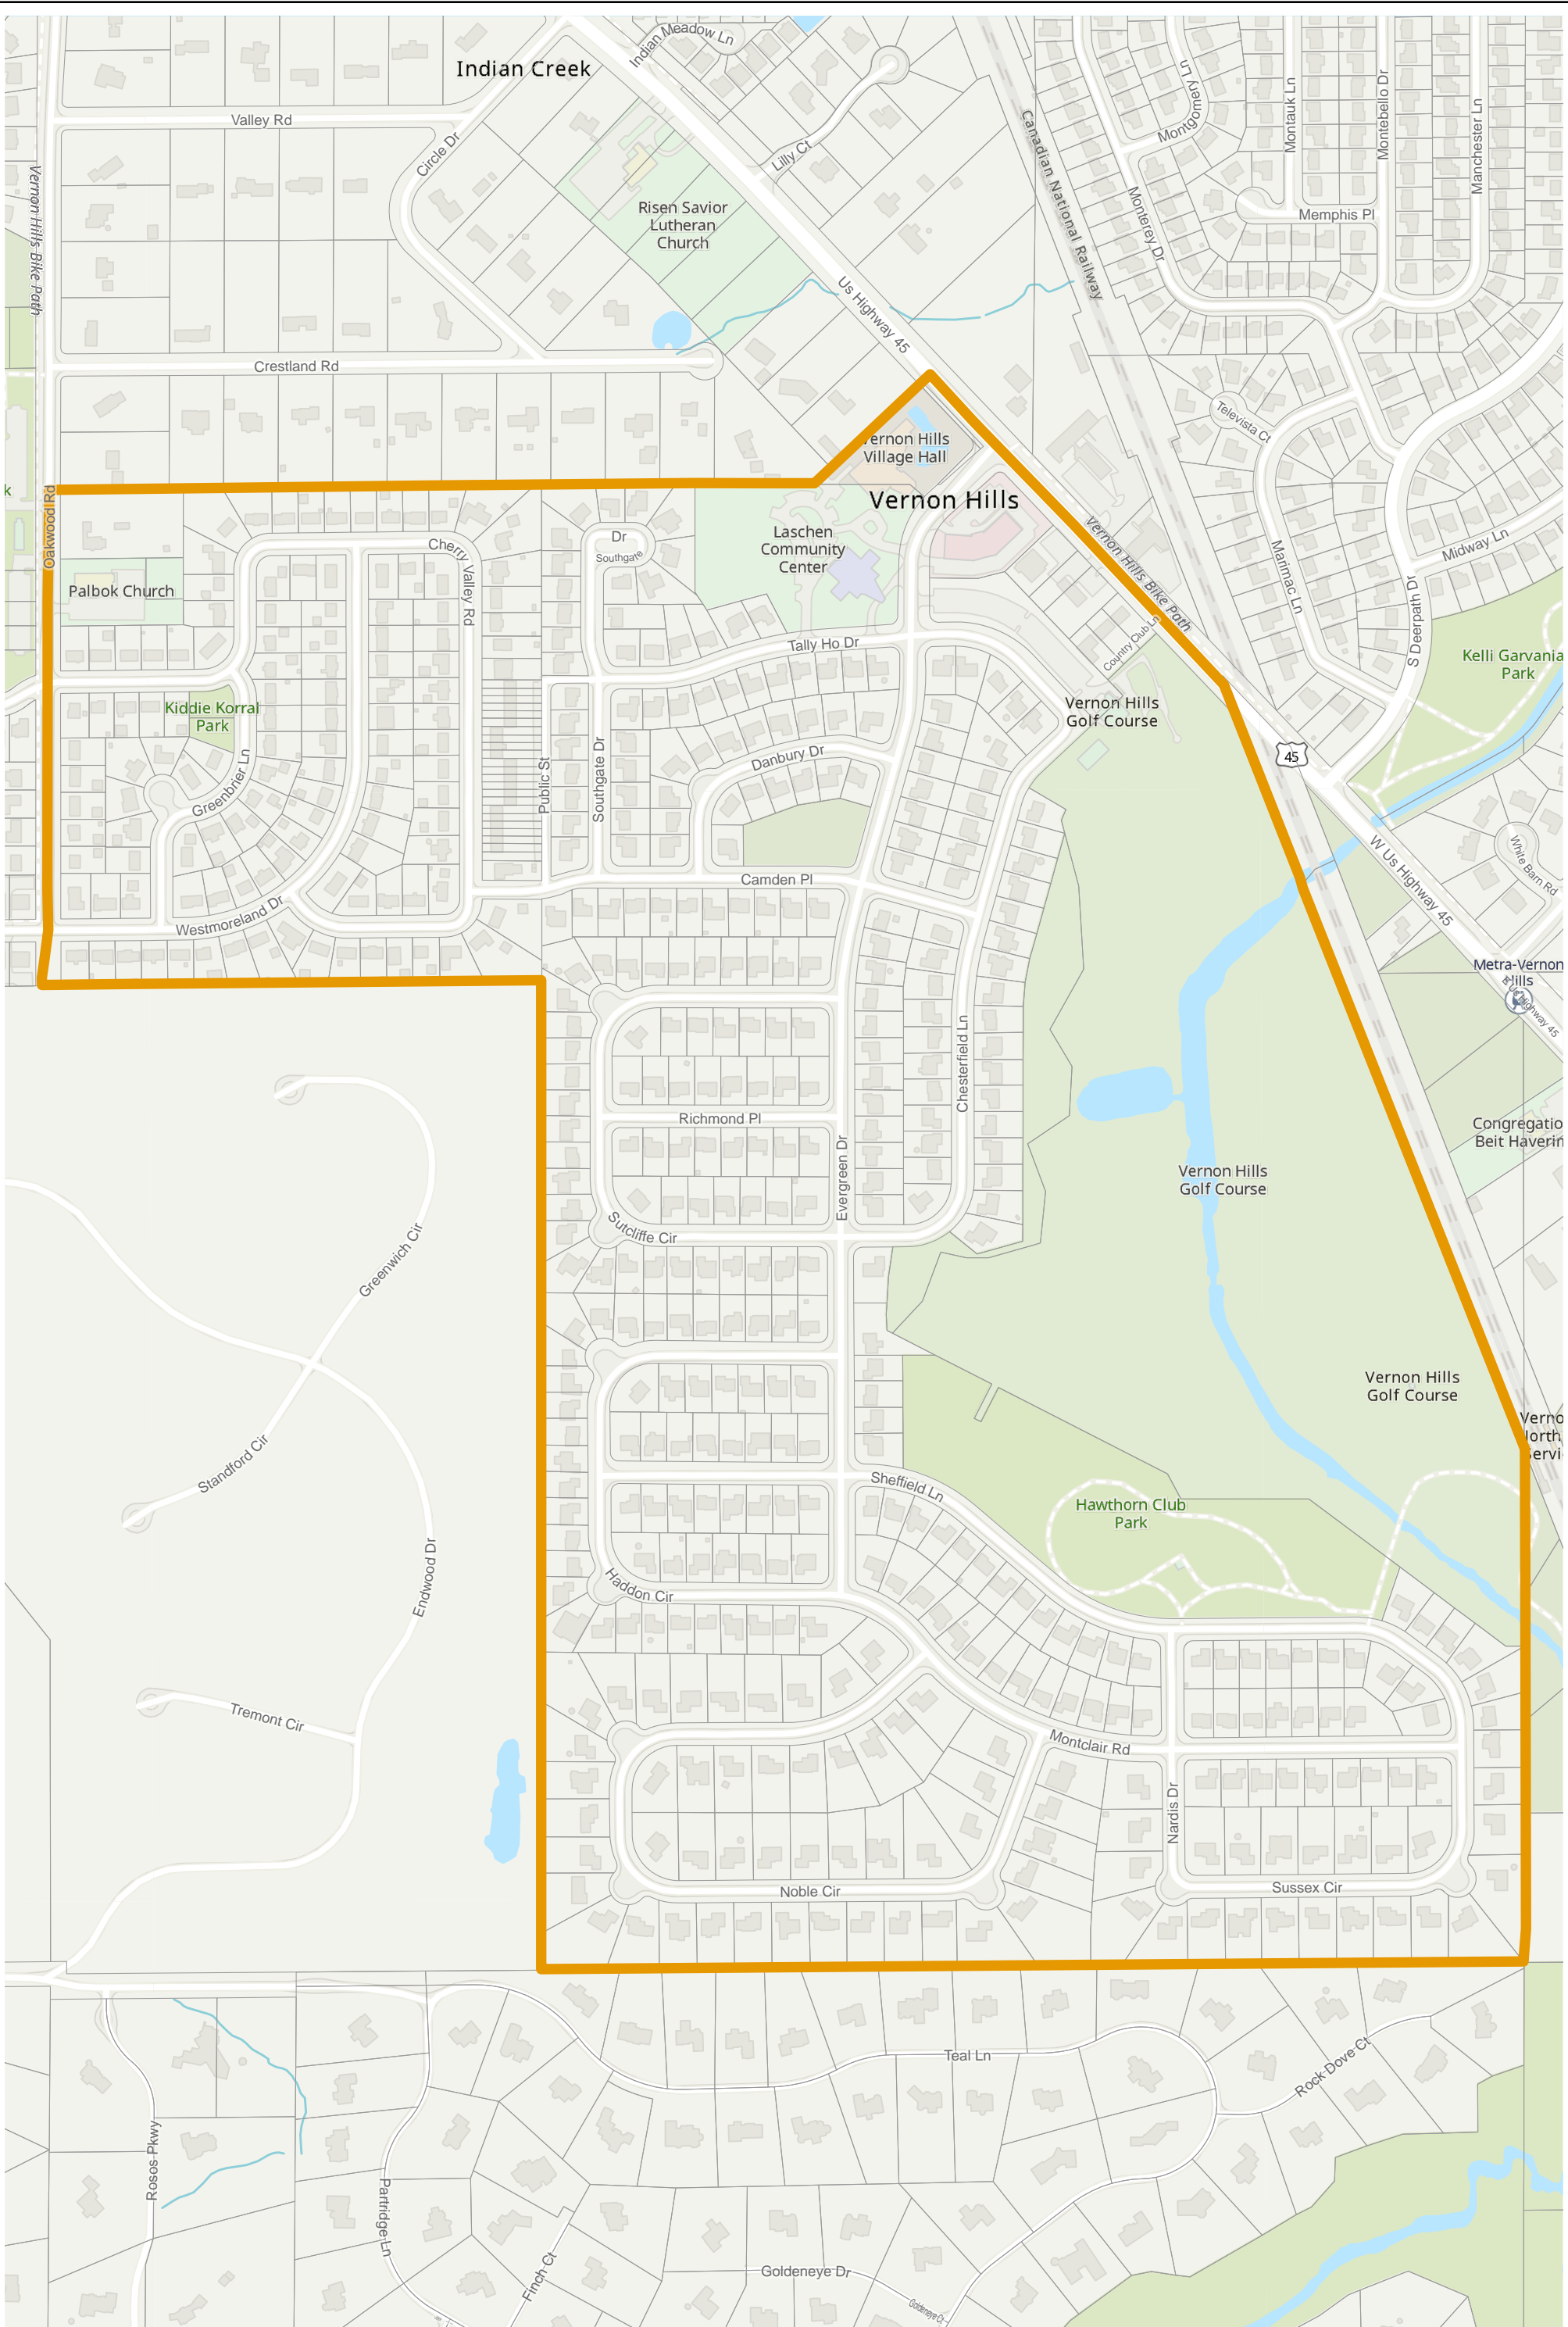 Indian Meadow Ln
Indian Creek
Valley Rd
Circle Dr
Lilly Ct
Canadian National Railway
Montgomery Ln
Montauk Ln
Montebello Dr
Manchester Ln
Vernon Hills Bike Path
Risen Savior
Lutheran
Church
Monterey Dr
Memphis Pl
Us Highway 45
Crestland Rd
Televista Ct
Vernon Hills
Village Hall
k
Oakwood Rd
Vernon Hills
Laschen
Community
Center
Dr
Southgate
Cherry Valley Rd
Vernon Hills Bike Path
Marimac Ln
Midway Ln
S Deerpath Dr
Palbok Church
Tally Ho Dr
Country Club Ln
Kelli Garvania
Park
Kiddie Korral
Park
Vernon Hills
Golf Course
45
Danbury Dr
Public St
Southgate Dr
Greenbrier Ln
Camden Pl
W Us Highway 45
White Barn Rd
Westmoreland Dr
Metra-Vernon
Hills
Highway 45
Chesterfield Ln
Richmond Pl
Evergreen Dr
Congregatio
Beit Haverin
Vernon Hills
Golf Course
Sutcliffe Cir
Greenwich Cir
Vernon Hills
Golf Course
Verno
North
Servi
Standford Cir
Sheffield Ln
Hawthorn Club
Park
Endwood Dr
Haddon Cir
Tremont Cir
Montclair Rd
Nardis Dr
Noble Cir
Sussex Cir
Teal Ln
Rock Dove Ct
Rosos Pkwy
Partridge Ln
Finch Ct
Goldeneye Dr
Goldeneye Ct